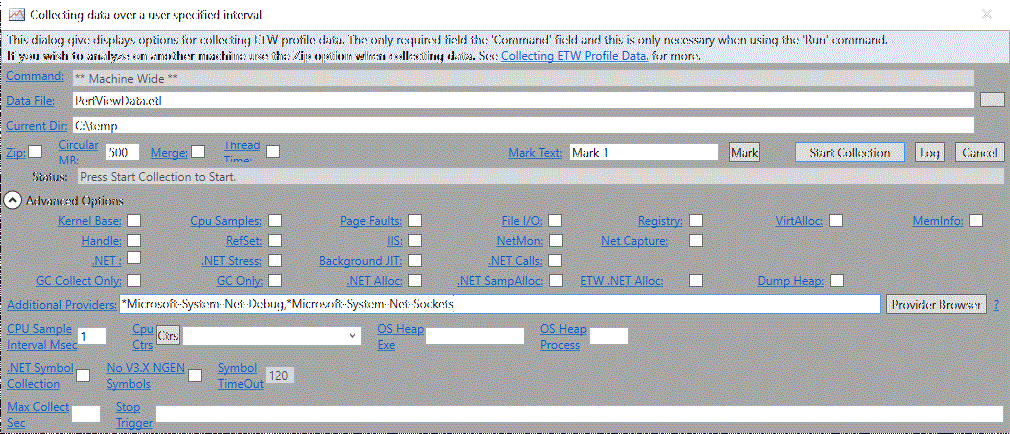 Collecting data over a user specified interval
This dialog give displays options for collecting ETW profile data. The only required field the 'Command' field and this is only necessary when using the 'Run' command.
If you wish to analyze on another machine use the Zip option when collecting data. See Collecting ETW Profile Data. for more.
Command: ** Machine Wide **
Data File: PerfViewData.etl
Current Dir: C:\temp
Zip: Circular MB: 500 Merge: Thread Time: Mark Text: Mark 1 Mark Start Collection Log Cancel
Status: Press Start Collection to Start.
Advanced Options
Kernel Base: Cpu Samples: Page Faults: File I/O: Registry: VirtAlloc: MemInfo:
Handle: RefSet: IIS: NetMon: Net Capture:
.NET : .NET Stress: Background JIT: .NET Calls:
GC Collect Only: GC Only: .NET Alloc: .NET SampAlloc: ETW .NET Alloc: Dump Heap:
Additional Providers: *Microsoft-System-Net-Debug,*Microsoft-System-Net-Sockets Provider Browser ?
CPU Sample Interval Msec 1 Cpu Ctrs Ctrs OS Heap Exe OS Heap Process
.NET Symbol Collection No V3.X NGEN Symbols Symbol TimeOut 120
Max Collect Sec Stop Trigger